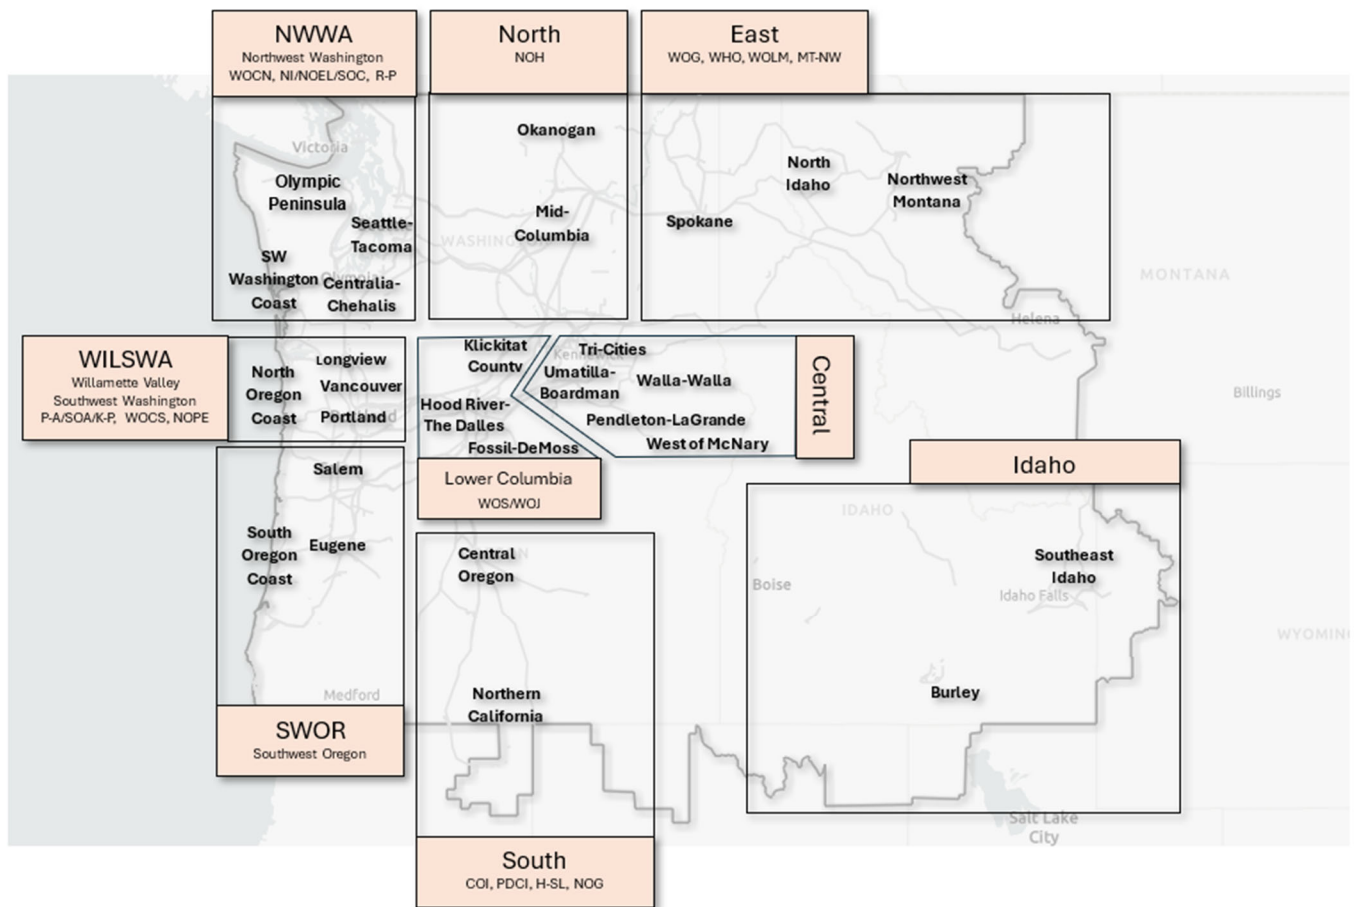 NWWA
Northwest Washington
WOCN, NI/NOEL/SOC, R-P
North
NOH
East
WOG, WHO, WOLM, MT-NW
Victoria
Olympic
Peninsula
Seattle-
Tacoma
SW
Washington
Coast
Olympia
Centralia-
Chehalis
Okanogan
Mid-
Columbia
WASHINGTON
Spokane
North
Idaho
Northwest
Montana
MONTANA
Helena
Billings
WILSWA
Willamette Valley
Southwest Washington
P-A/SOA/K-P, WOCS, NOPE
North
Oregon
Coast
Longview
Vancouver
Portland
Klickitat
County
Hood River-
The Dalles
Fossil-DeMoss
Lower Columbia
WOS/WOJ
Tri-Cities
Umatilla-
Boardman
Walla-Walla
Pendleton-LaGrande
West of McNary
Central
Idaho
IDAHO
Boise
Southeast
Idaho
Idaho Falls
Burley
WYOMIN
Salt Lake
City
Salem
South
Oregon
Coast
Eugene
Medford
SWOR
Southwest Oregon
Central
Oregon
Northern
California
South
COI, PDCI, H-SL, NOG